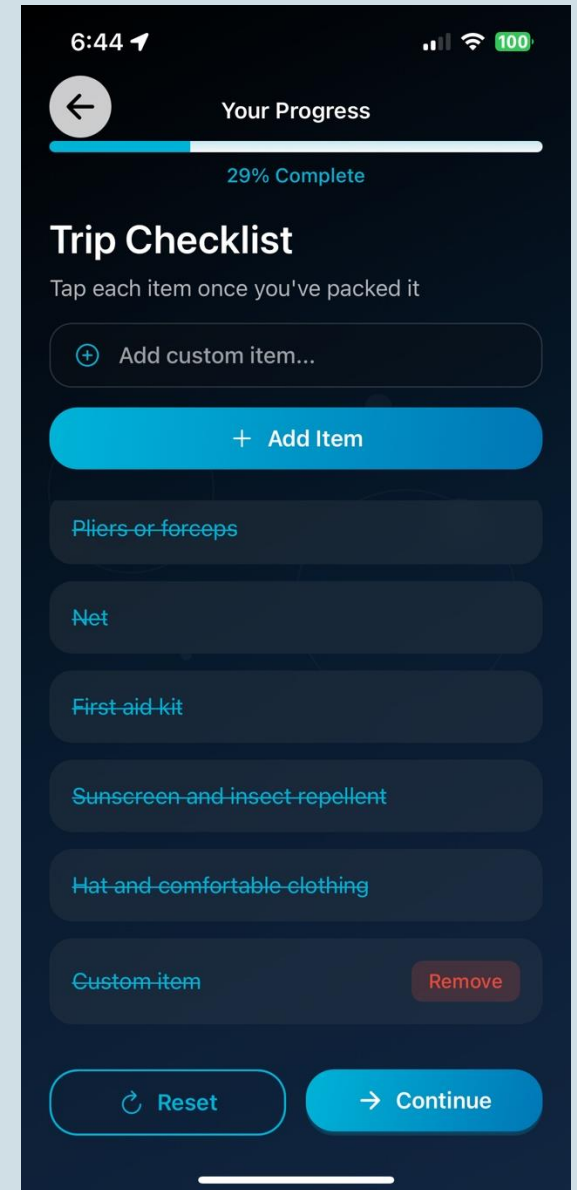 6:44
100
Your Progress
29% Complete
Trip Checklist
Tap each item once you've packed it
Add custom item...
+ Add Item
Pliers or forceps
Net
First aid kit
Sunscreen and insect repellent
Hat and comfortable clothing
Custom item
Remove
Reset
Continue